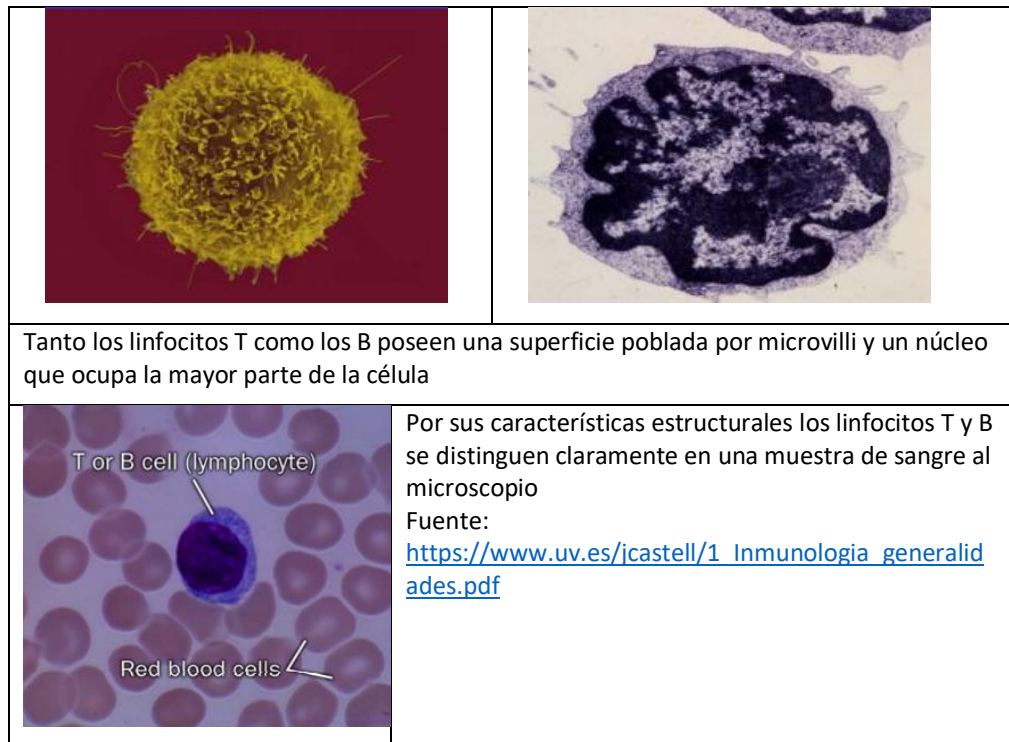 Tanto los linfocitos T como los B poseen una superficie poblada por microvilli y un núcleo
que ocupa la mayor parte de la célula
T or B cell (lymphocyte)
Red blood cells
Por sus característícas estructurales los linfocitos T y B
se distinguen claramente en una muestra de sangre al
microscopio
Fuente:
https://www.uv.es/jcastell/1_Inmunologia_generalid
ades.pdf